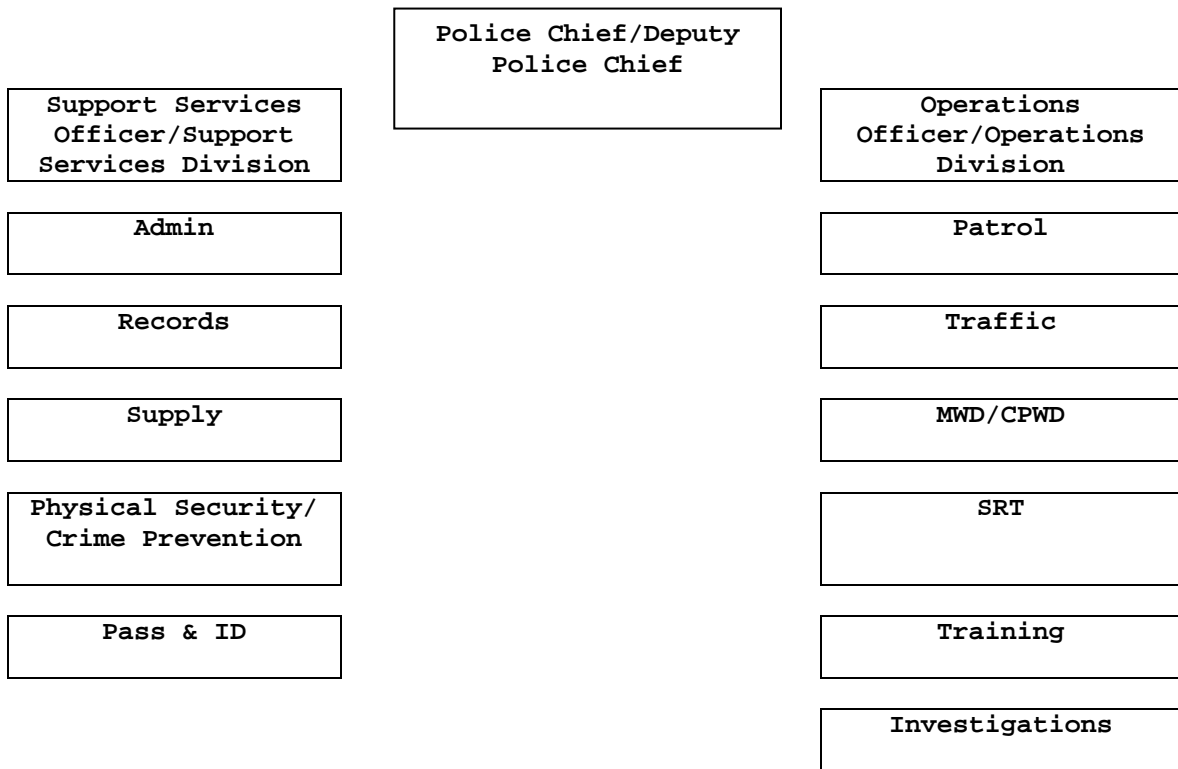 Police Chief/Deputy
Police Chief
Support Services
Officer/Support
Services Division
Operations
Officer/Operations
Division
Admin
Patrol
Records
Traffic
Supply
MWD/CPWD
Physical Security/
Crime Prevention
SRT
Pass & ID
Training
Investigations